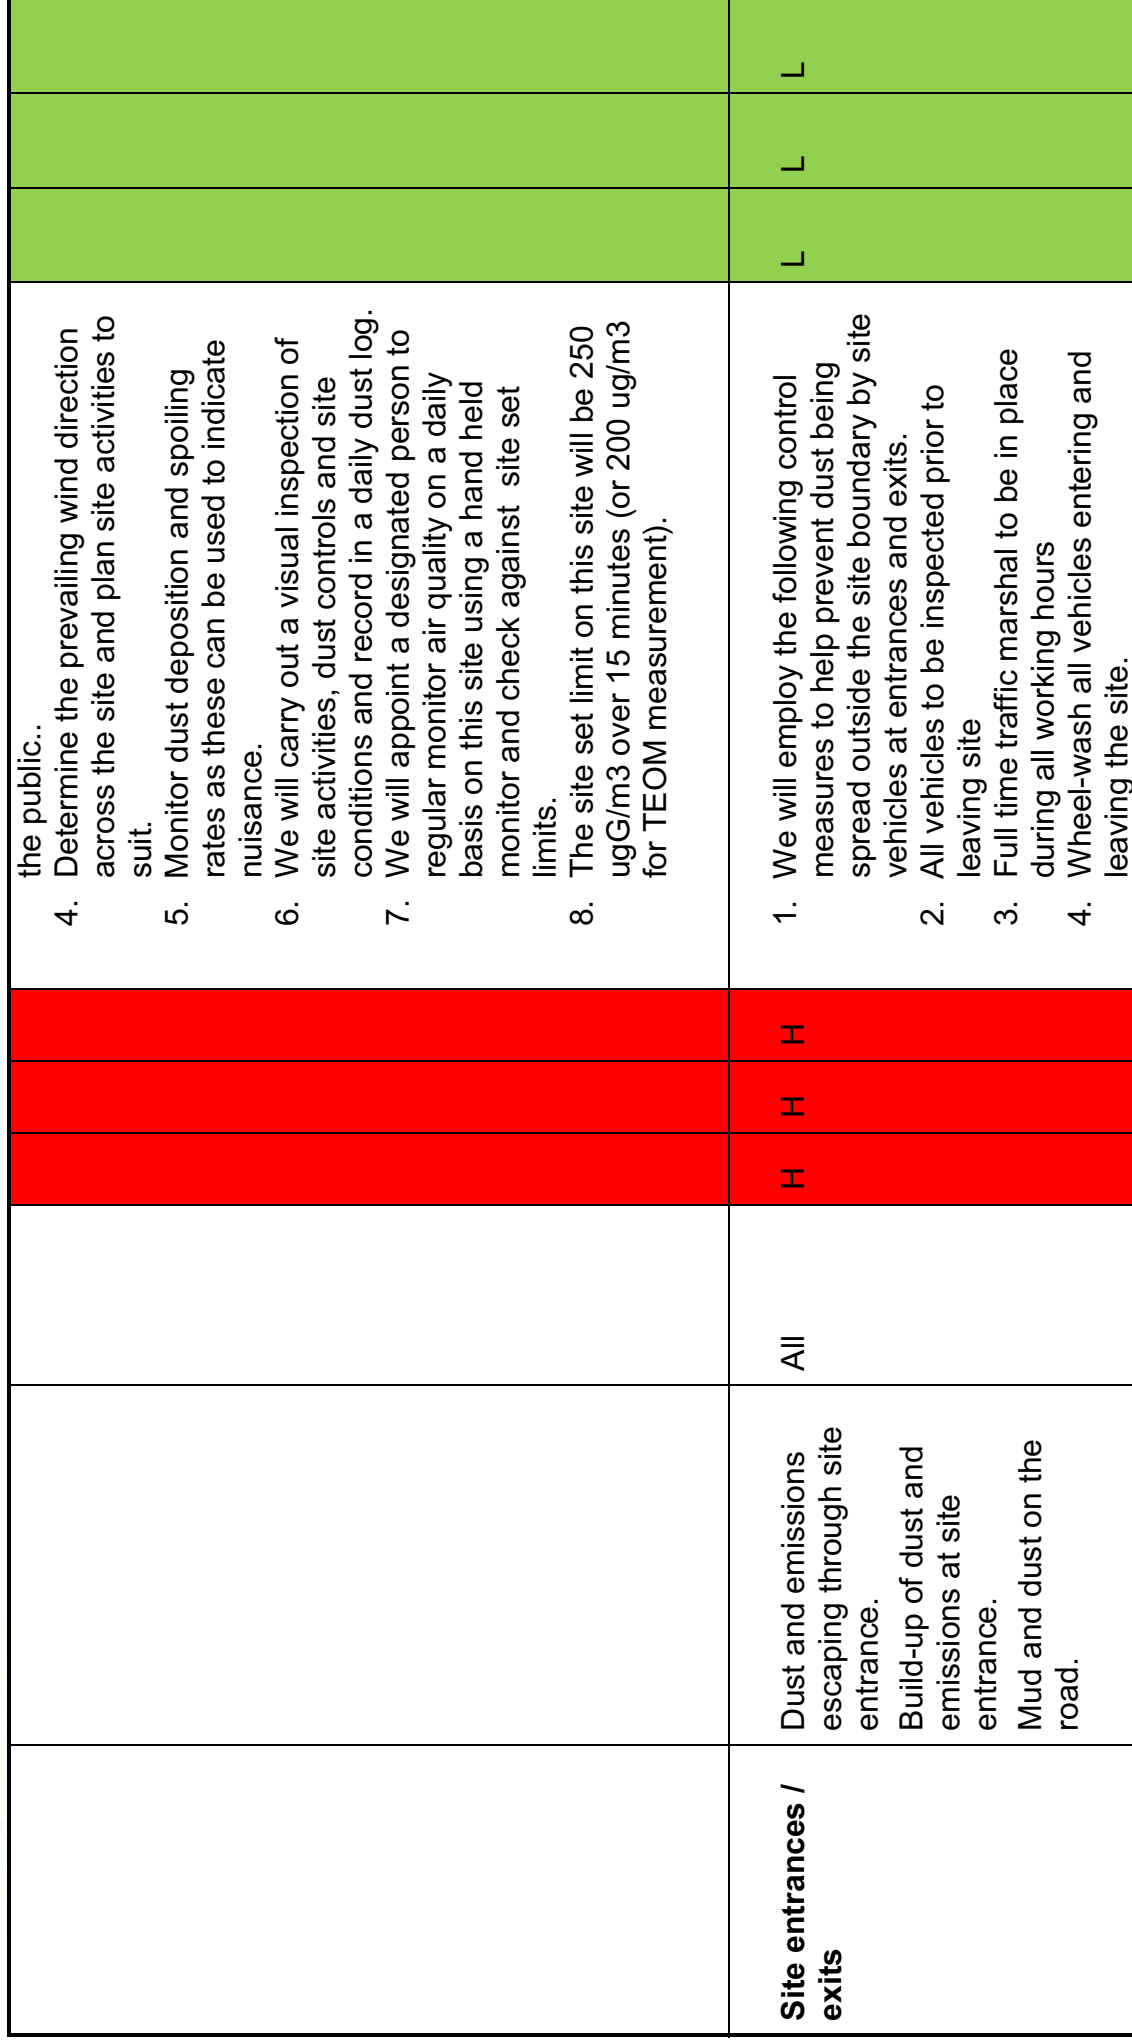 the public..
4. Determine the prevailing wind direction
across the site and plan site activities to
suit.
5. Monitor dust deposition and spoiling
rates as these can be used to indicate
nuisance.
6. We will carry out a visual inspection of
site activities, dust controls and site
conditions and record in a daily dust log.
7. We will appoint a designated person to
regular monitor air quality on a daily
basis on this site using a hand held
monitor and check against site set
limits.
8. The site set limit on this site will be 250
ugG/m3 over 15 minutes (or 200 ug/m3
for TEOM measurement).
Site entrances /
exits
Dust and emissions
escaping through site
entrance.
Build-up of dust and
emissions at site
entrance.
Mud and dust on the
road.
All
H
H
H
1. We will employ the following control
measures to help prevent dust being
spread outside the site boundary by site
vehicles at entrances and exits.
2. All vehicles to be inspected prior to
leaving site
3. Full time traffic marshal to be in place
during all working hours
4. Wheel-wash all vehicles entering and
leaving the site.
L
L
L